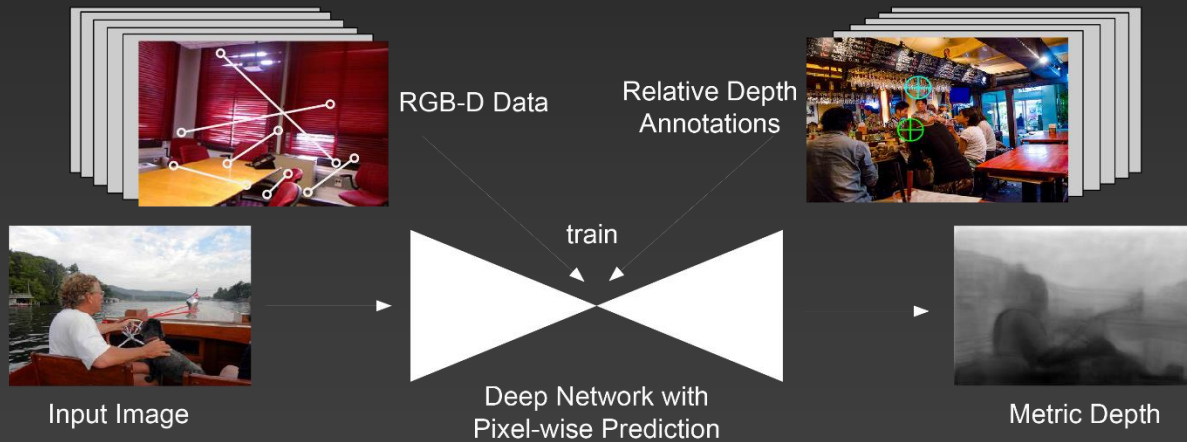 RGB-D Data
Relative Depth
Annotations
train
Input Image
Deep Network with
Pixel-wise Prediction
Metric Depth